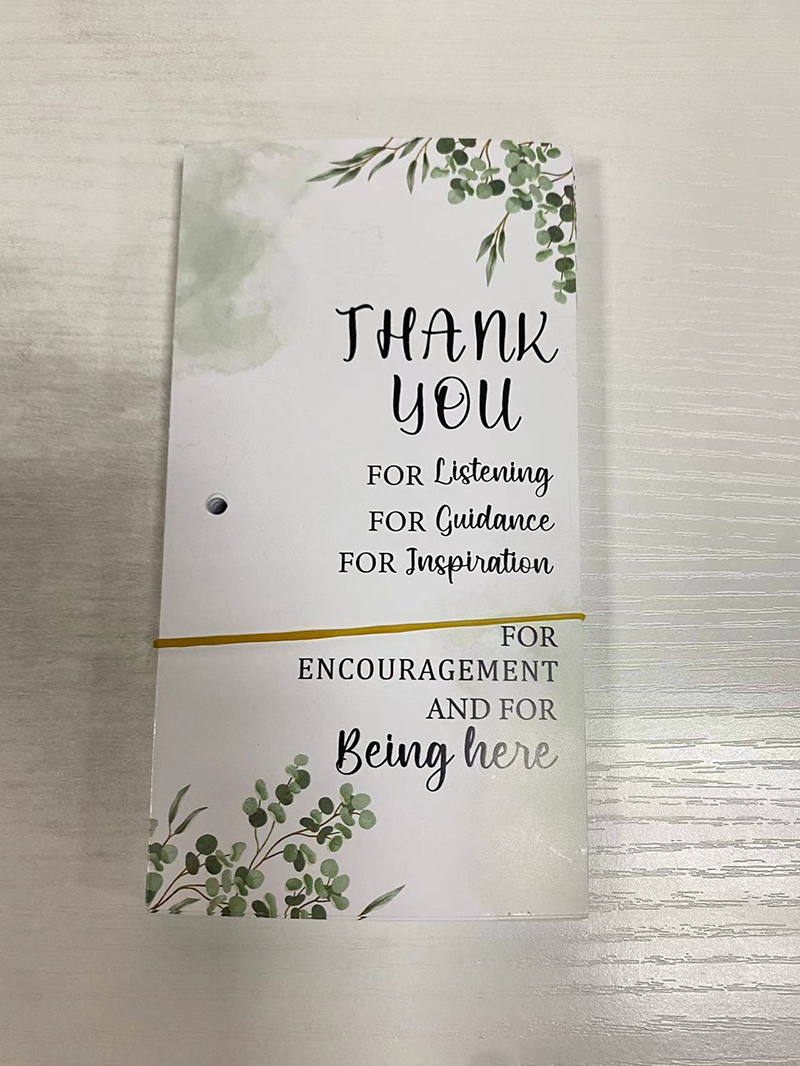 THANK
YOU
FOR Listening
FOR Guidance
FOR Inspiration
FOR
ENCOURAGEMENT
AND FOR
Being here